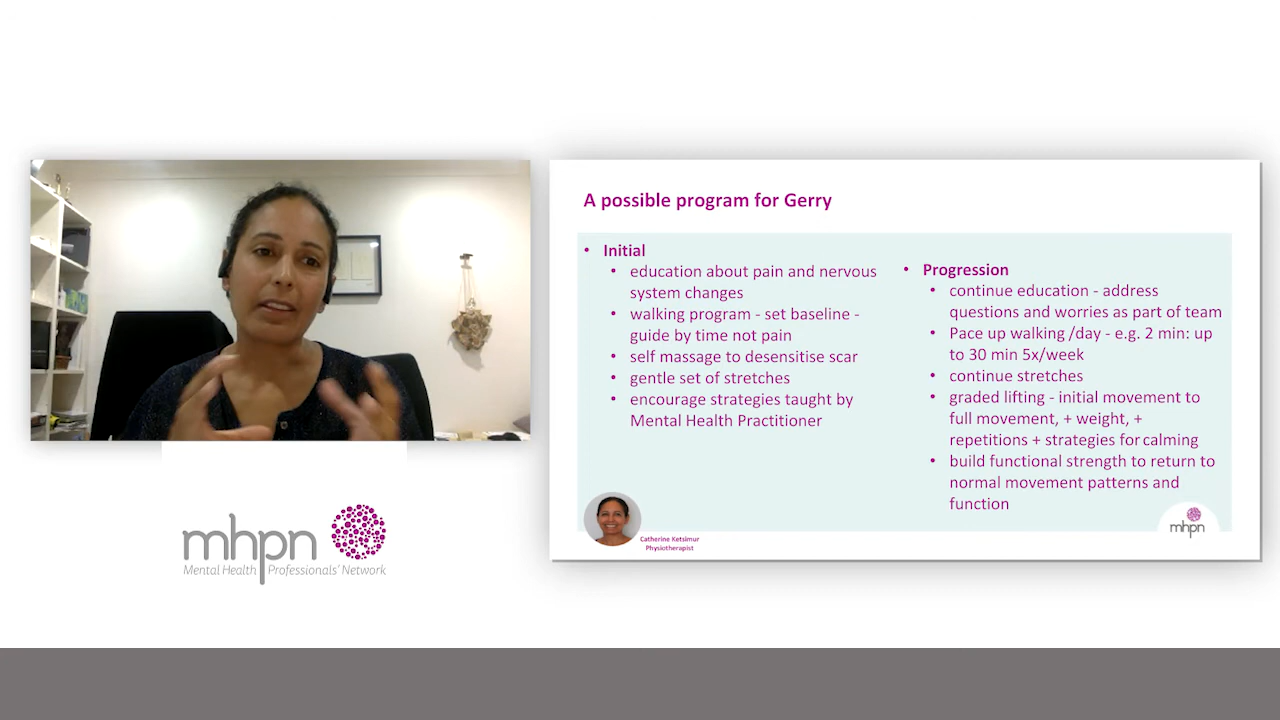 A possible program for Gerry
• Initial
• education about pain and nervous
system changes
• walking program - set baseline -
guide by time not pain
• self massage to desensitise scar
• gentle set of stretches
• encourage strategies taught by
Mental Health Practitioner
• Progression
• continue education - address
questions and worries as part of team
• Pace up walking /day - e.g. 2 min: up
to 30 min 5x/week
• continue stretches
• graded lifting - initial movement to
full movement, + weight, +
repetitions + strategies for calming
• build functional strength to return to
normal movement patterns and
function
Catherine Ketsimur
Physiotherapist
mhpn
mhpn
Mental Health Professionals' Network